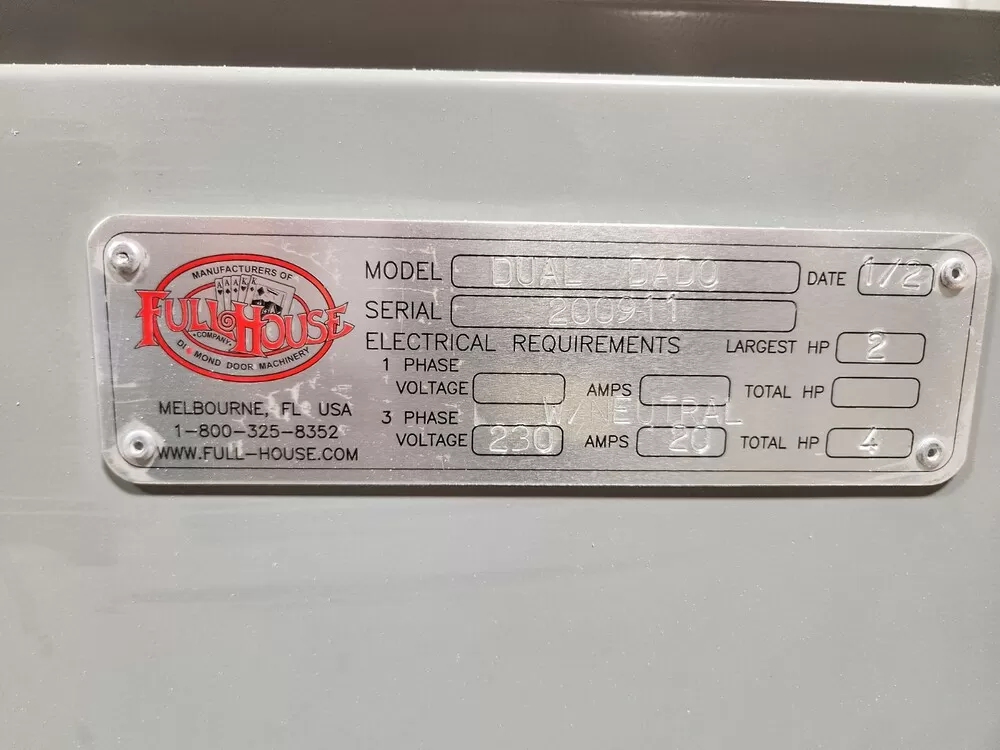 MANUFACTURERS OF
AAAKK
FULL HOUSE
COMPANY
DIAMOND DOOR MACHINERY
MELBOURNE, FL USA
1-800-325-8352
WWW.FULL-HOUSE.COM
MODEL DUAL DADO DATE 1/2
SERIAL 200911
ELECTRICAL REQUIREMENTS LARGEST HP 2
1 PHASE
VOLTAGE AMPS TOTAL HP
3 PHASE W/NEUTRAL
VOLTAGE 230 AMPS 20 TOTAL HP 4